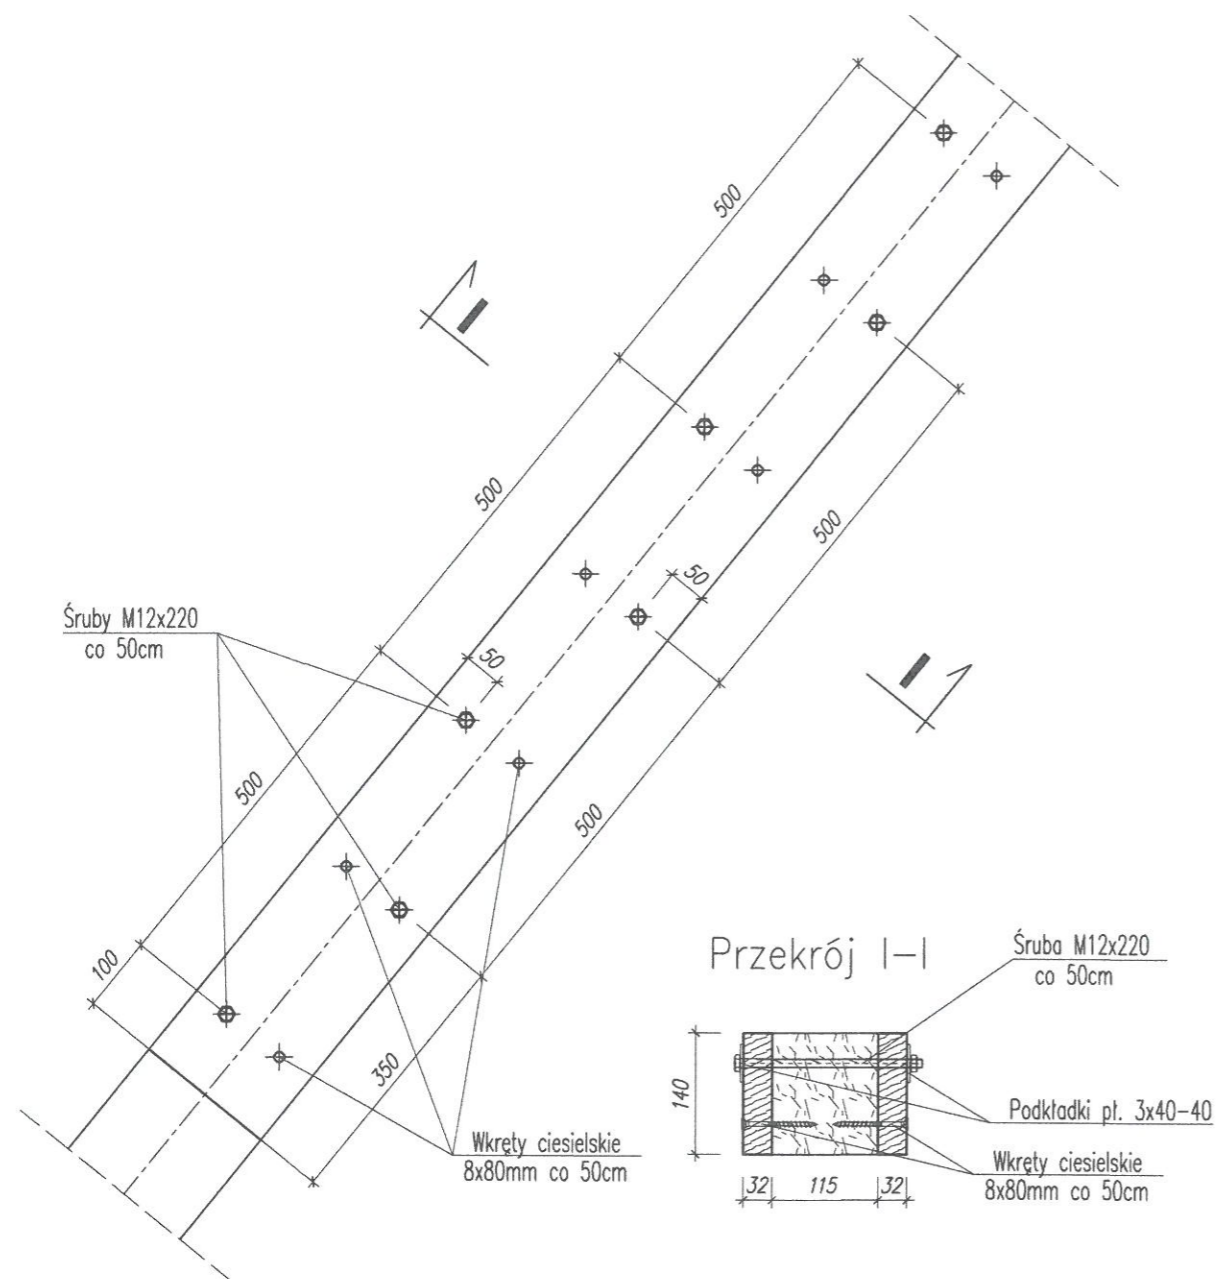 500
500
500
500
500
50
50
Śruby M12x220
co 50cm
I
I
100
350
Wkręty ciesielskie
8x80mm co 50cm
Przekrój I-I
Śruba M12x220
co 50cm
140
Podkładki pł. 3x40-40
Wkręty ciesielskie
8x80mm co 50cm
32
115
32